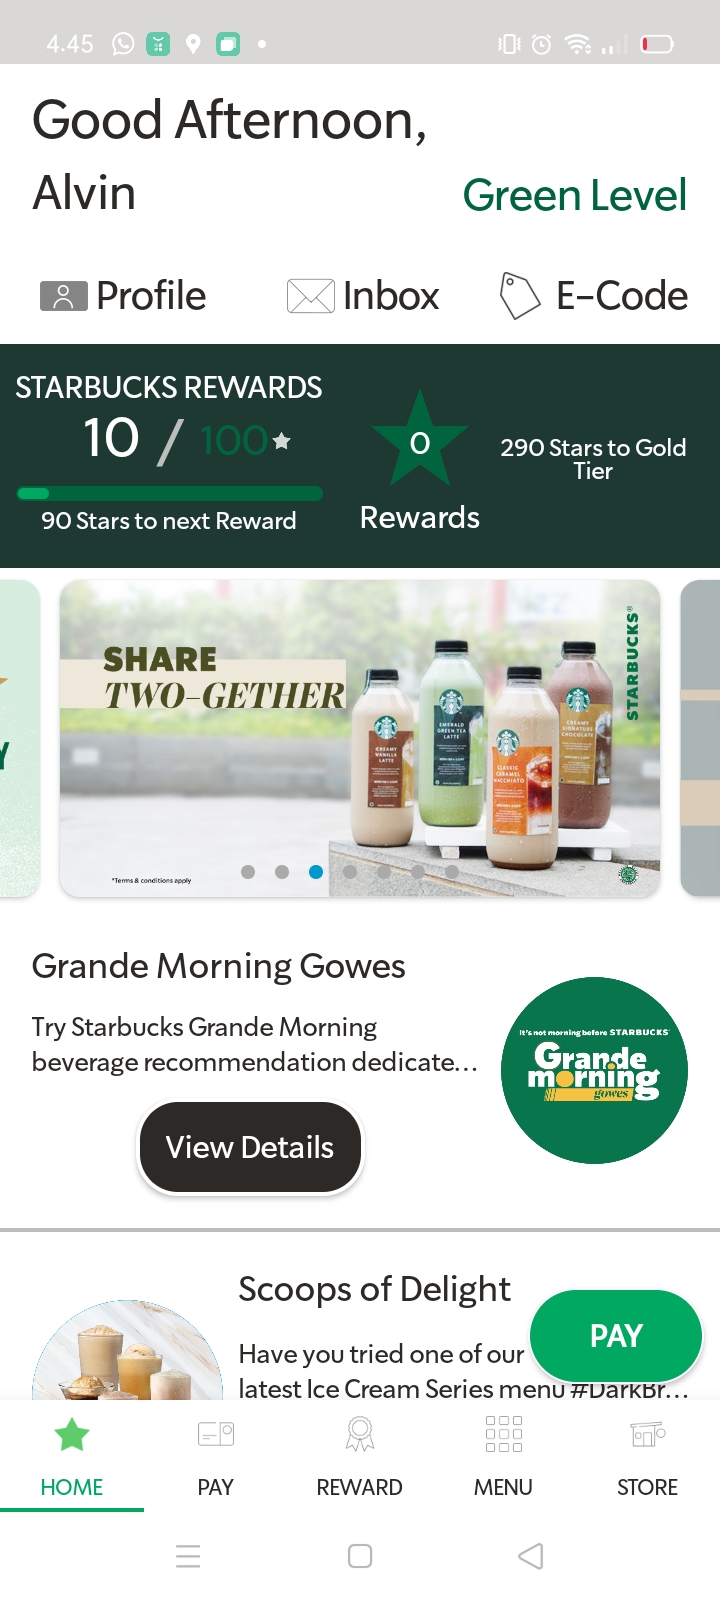 4.45
Good Afternoon,
Alvin
Green Level
Profile
Inbox
E-Code
STARBUCKS REWARDS
10 / 100
90 Stars to next Reward
0
Rewards
290 Stars to Gold
Tier
SHARE
TWO-GETHER
STARBUCKS®
CREAMY
VANILLA
LATTE
EMERALD
GREEN TEA
LATTE
CLASSIC
CARAMEL
MACCHIATO
CREAMY
SIGNATURE
CHOCOLATE
*Terms & conditions apply
Y
Grande Morning Gowes
Try Starbucks Grande Morning
beverage recommendation dedicate...
View Details
It's not morning before STARBUCKS
Grande
morning
gowes
Scoops of Delight
Have you tried one of our
latest Ice Cream Series menu #DarkBr...
PAY
HOME
PAY
REWARD
MENU
STORE